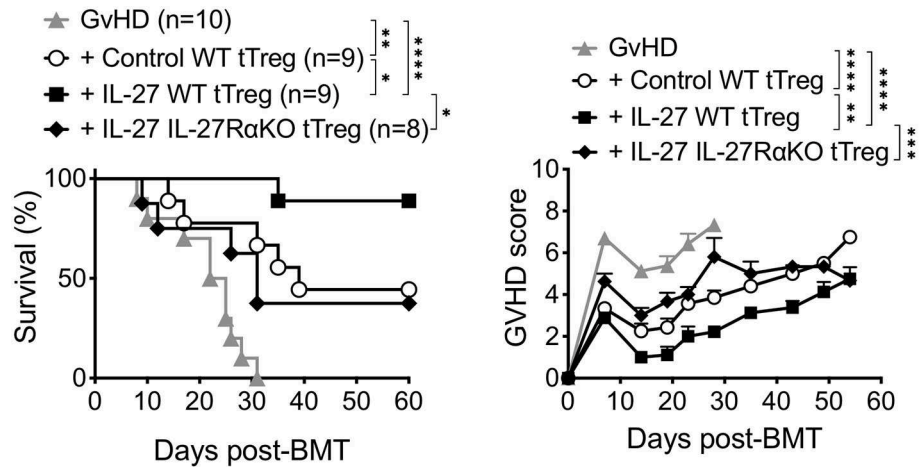 GvHD (n=10)
+ Control WT tTreg (n=9)
+ IL-27 WT tTreg (n=9)
+ IL-27 IL-27RαKO tTreg (n=8)
**
*
****
*
Survival (%)
100
50
0
0 10 20 30 40 50 60
Days post-BMT
GvHD
+ Control WT tTreg
+ IL-27 WT tTreg
+ IL-27 IL-27RαKO tTreg
****
**
****
***
GVHD score
10
8
6
4
2
0
0 10 20 30 40 50 60
Days post-BMT